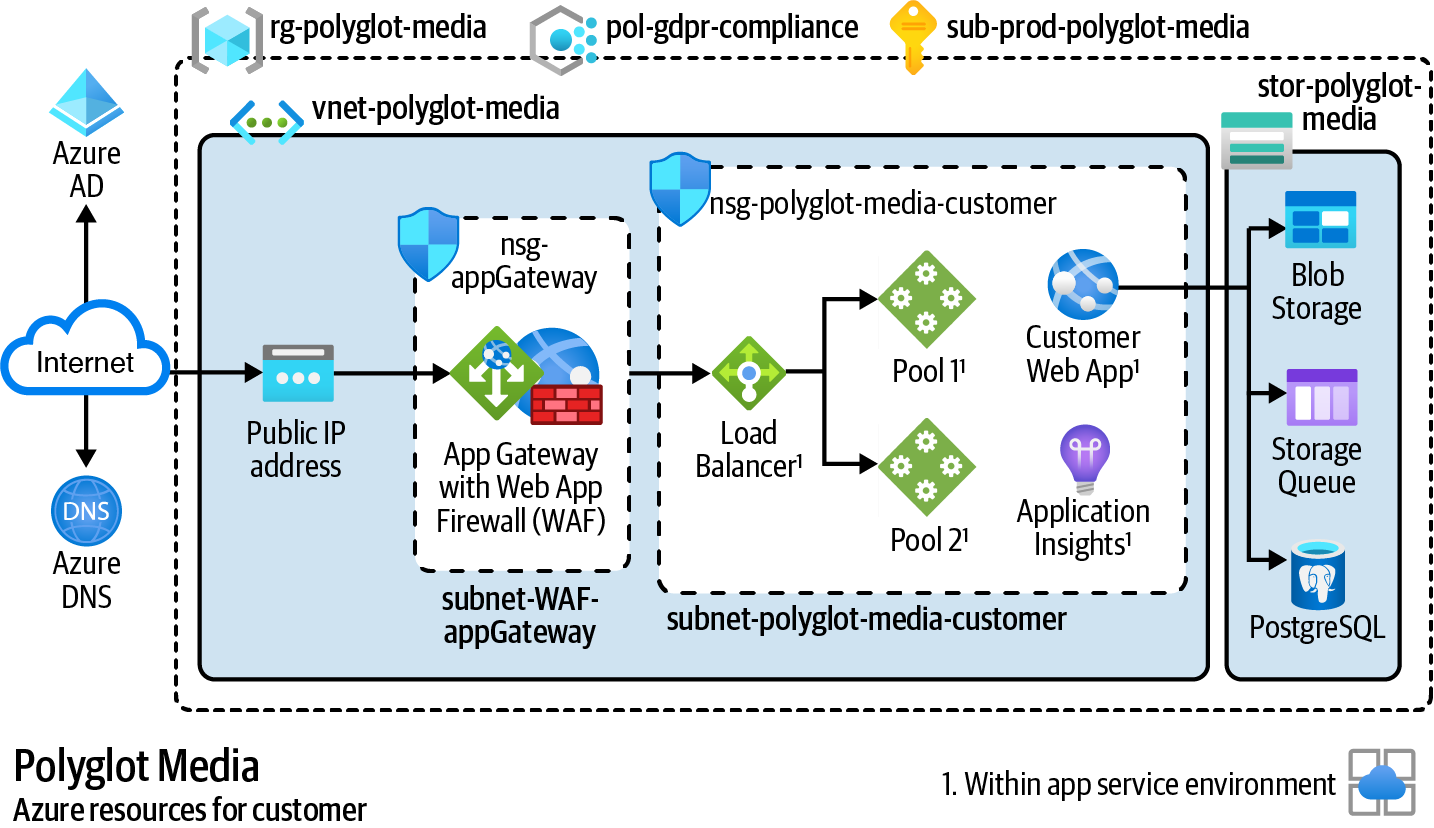 rg-polyglot-media
pol-gdpr-compliance
sub-prod-polyglot-media
stor-polyglot-
media
vnet-polyglot-media
Azure
AD
nsg-polyglot-media-customer
nsg-
appGateway
Internet
Public IP
address
App Gateway
with Web App
Firewall (WAF)
subnet-WAF-
appGateway
Load
Balancer¹
Pool 1¹
Pool 2¹
Customer
Web App¹
Application
Insights¹
subnet-polyglot-media-customer
Blob
Storage
Storage
Queue
PostgreSQL
DNS
Azure
DNS
Polyglot Media
Azure resources for customer
1. Within app service environment